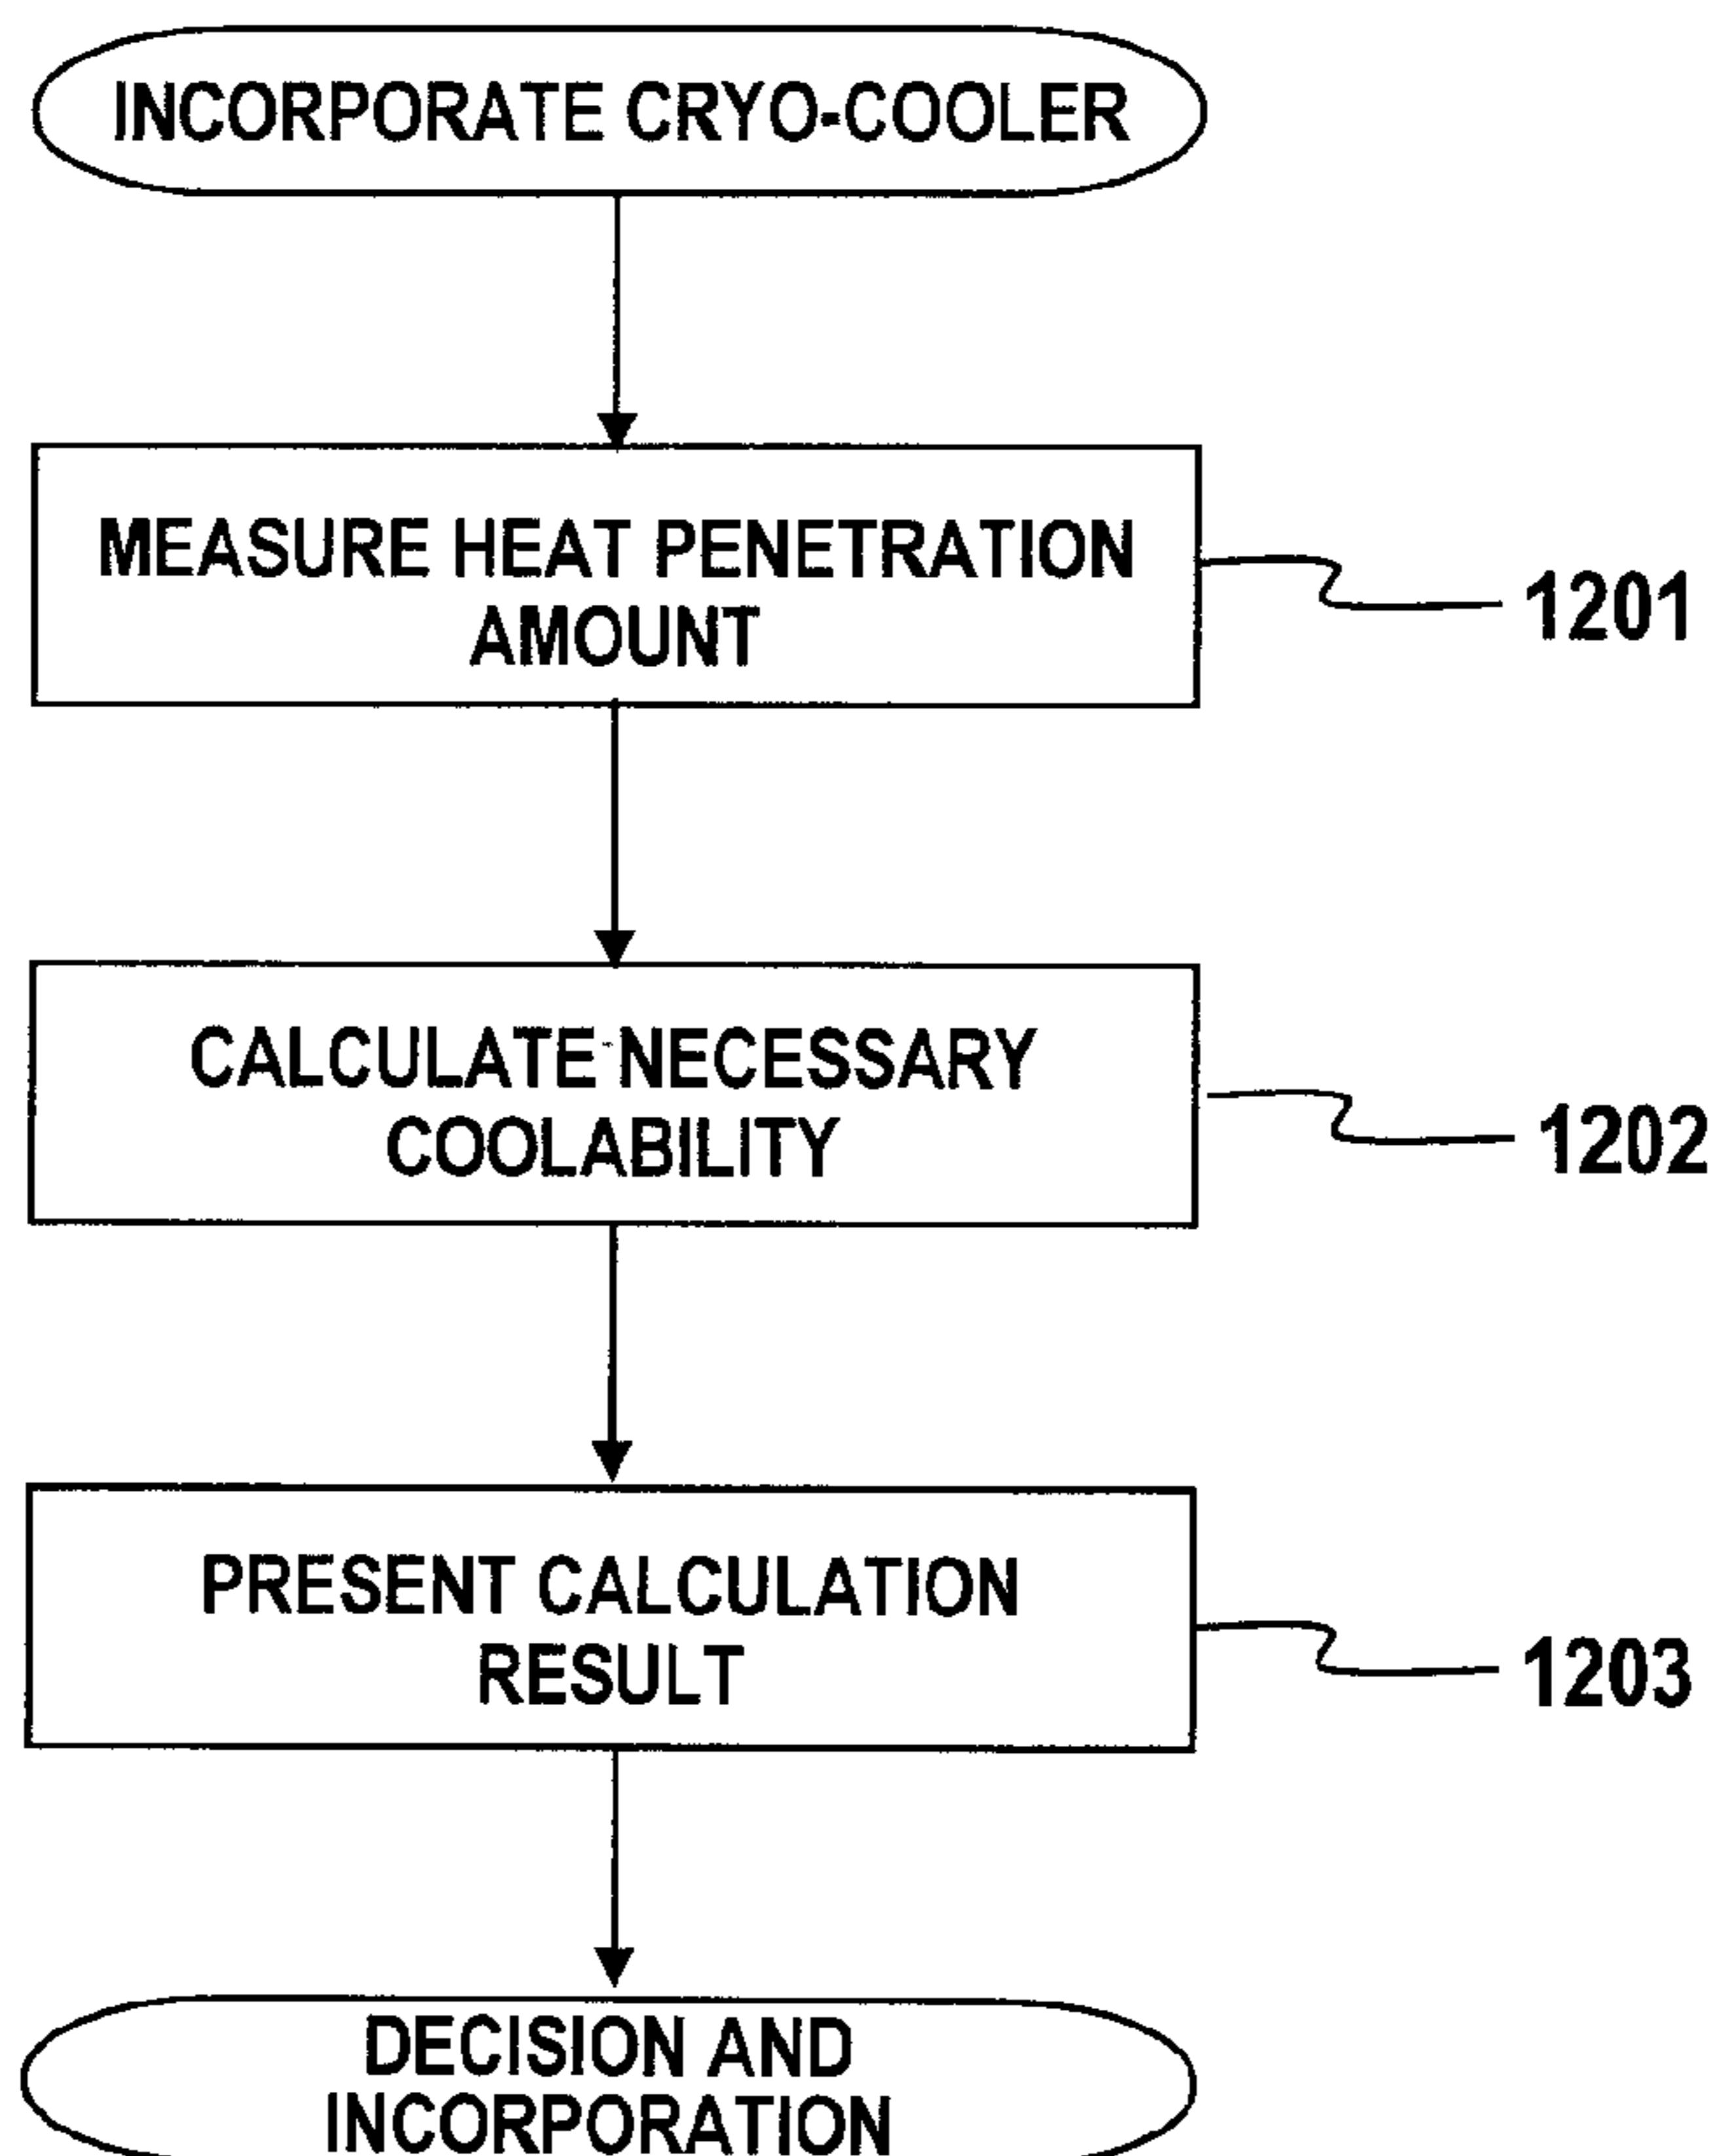 INCORPORATE CRYO-COOLER
MEASURE HEAT PENETRATION
AMOUNT
1201
CALCULATE NECESSARY
COOLABILITY
1202
PRESENT CALCULATION
RESULT
1203
DECISION AND
INCORPORATION